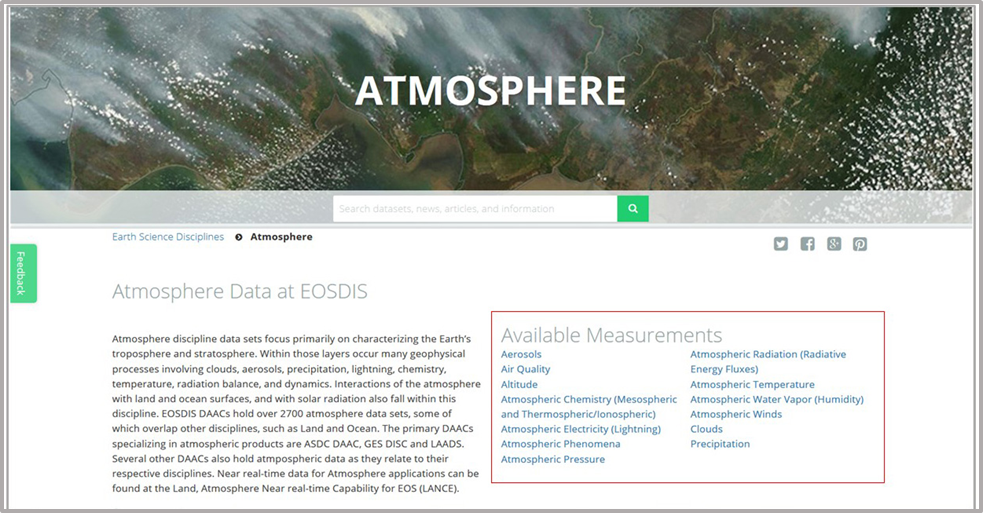 ATMOSPHERE
Search datasets, news, articles, and information
Earth Science Disciplines Atmosphere
Feedback
Atmosphere Data at EOSDIS
Atmosphere discipline data sets focus primarily on characterizing the Earth's
troposphere and stratosphere. Within those layers occur many geophysical
processes involving clouds, aerosols, precipitation, lightning, chemistry,
temperature, radiation balance, and dynamics. Interactions of the atmosphere
with land and ocean surfaces, and with solar radiation also fall within this
discipline. EOSDIS DAACs hold over 2700 atmosphere data sets, some of
which overlap other disciplines, such as Land and Ocean. The primary DAACs
specializing in atmospheric products are ASDC DAAC, GES DISC and LAADS.
Several other DAACs also hold atmpospheric data as they relate to their
respective disciplines. Near real-time data for Atmosphere applications can be
found at the Land, Atmosphere Near real-time Capability for EOS (LANCE).
Available Measurements
Aerosols
Air Quality
Altitude
Atmospheric Chemistry (Mesospheric
and Thermospheric/Ionospheric)
Atmospheric Electricity (Lightning)
Atmospheric Phenomena
Atmospheric Pressure
Atmospheric Radiation (Radiative
Energy Fluxes)
Atmospheric Temperature
Atmospheric Water Vapor (Humidity)
Atmospheric Winds
Clouds
Precipitation